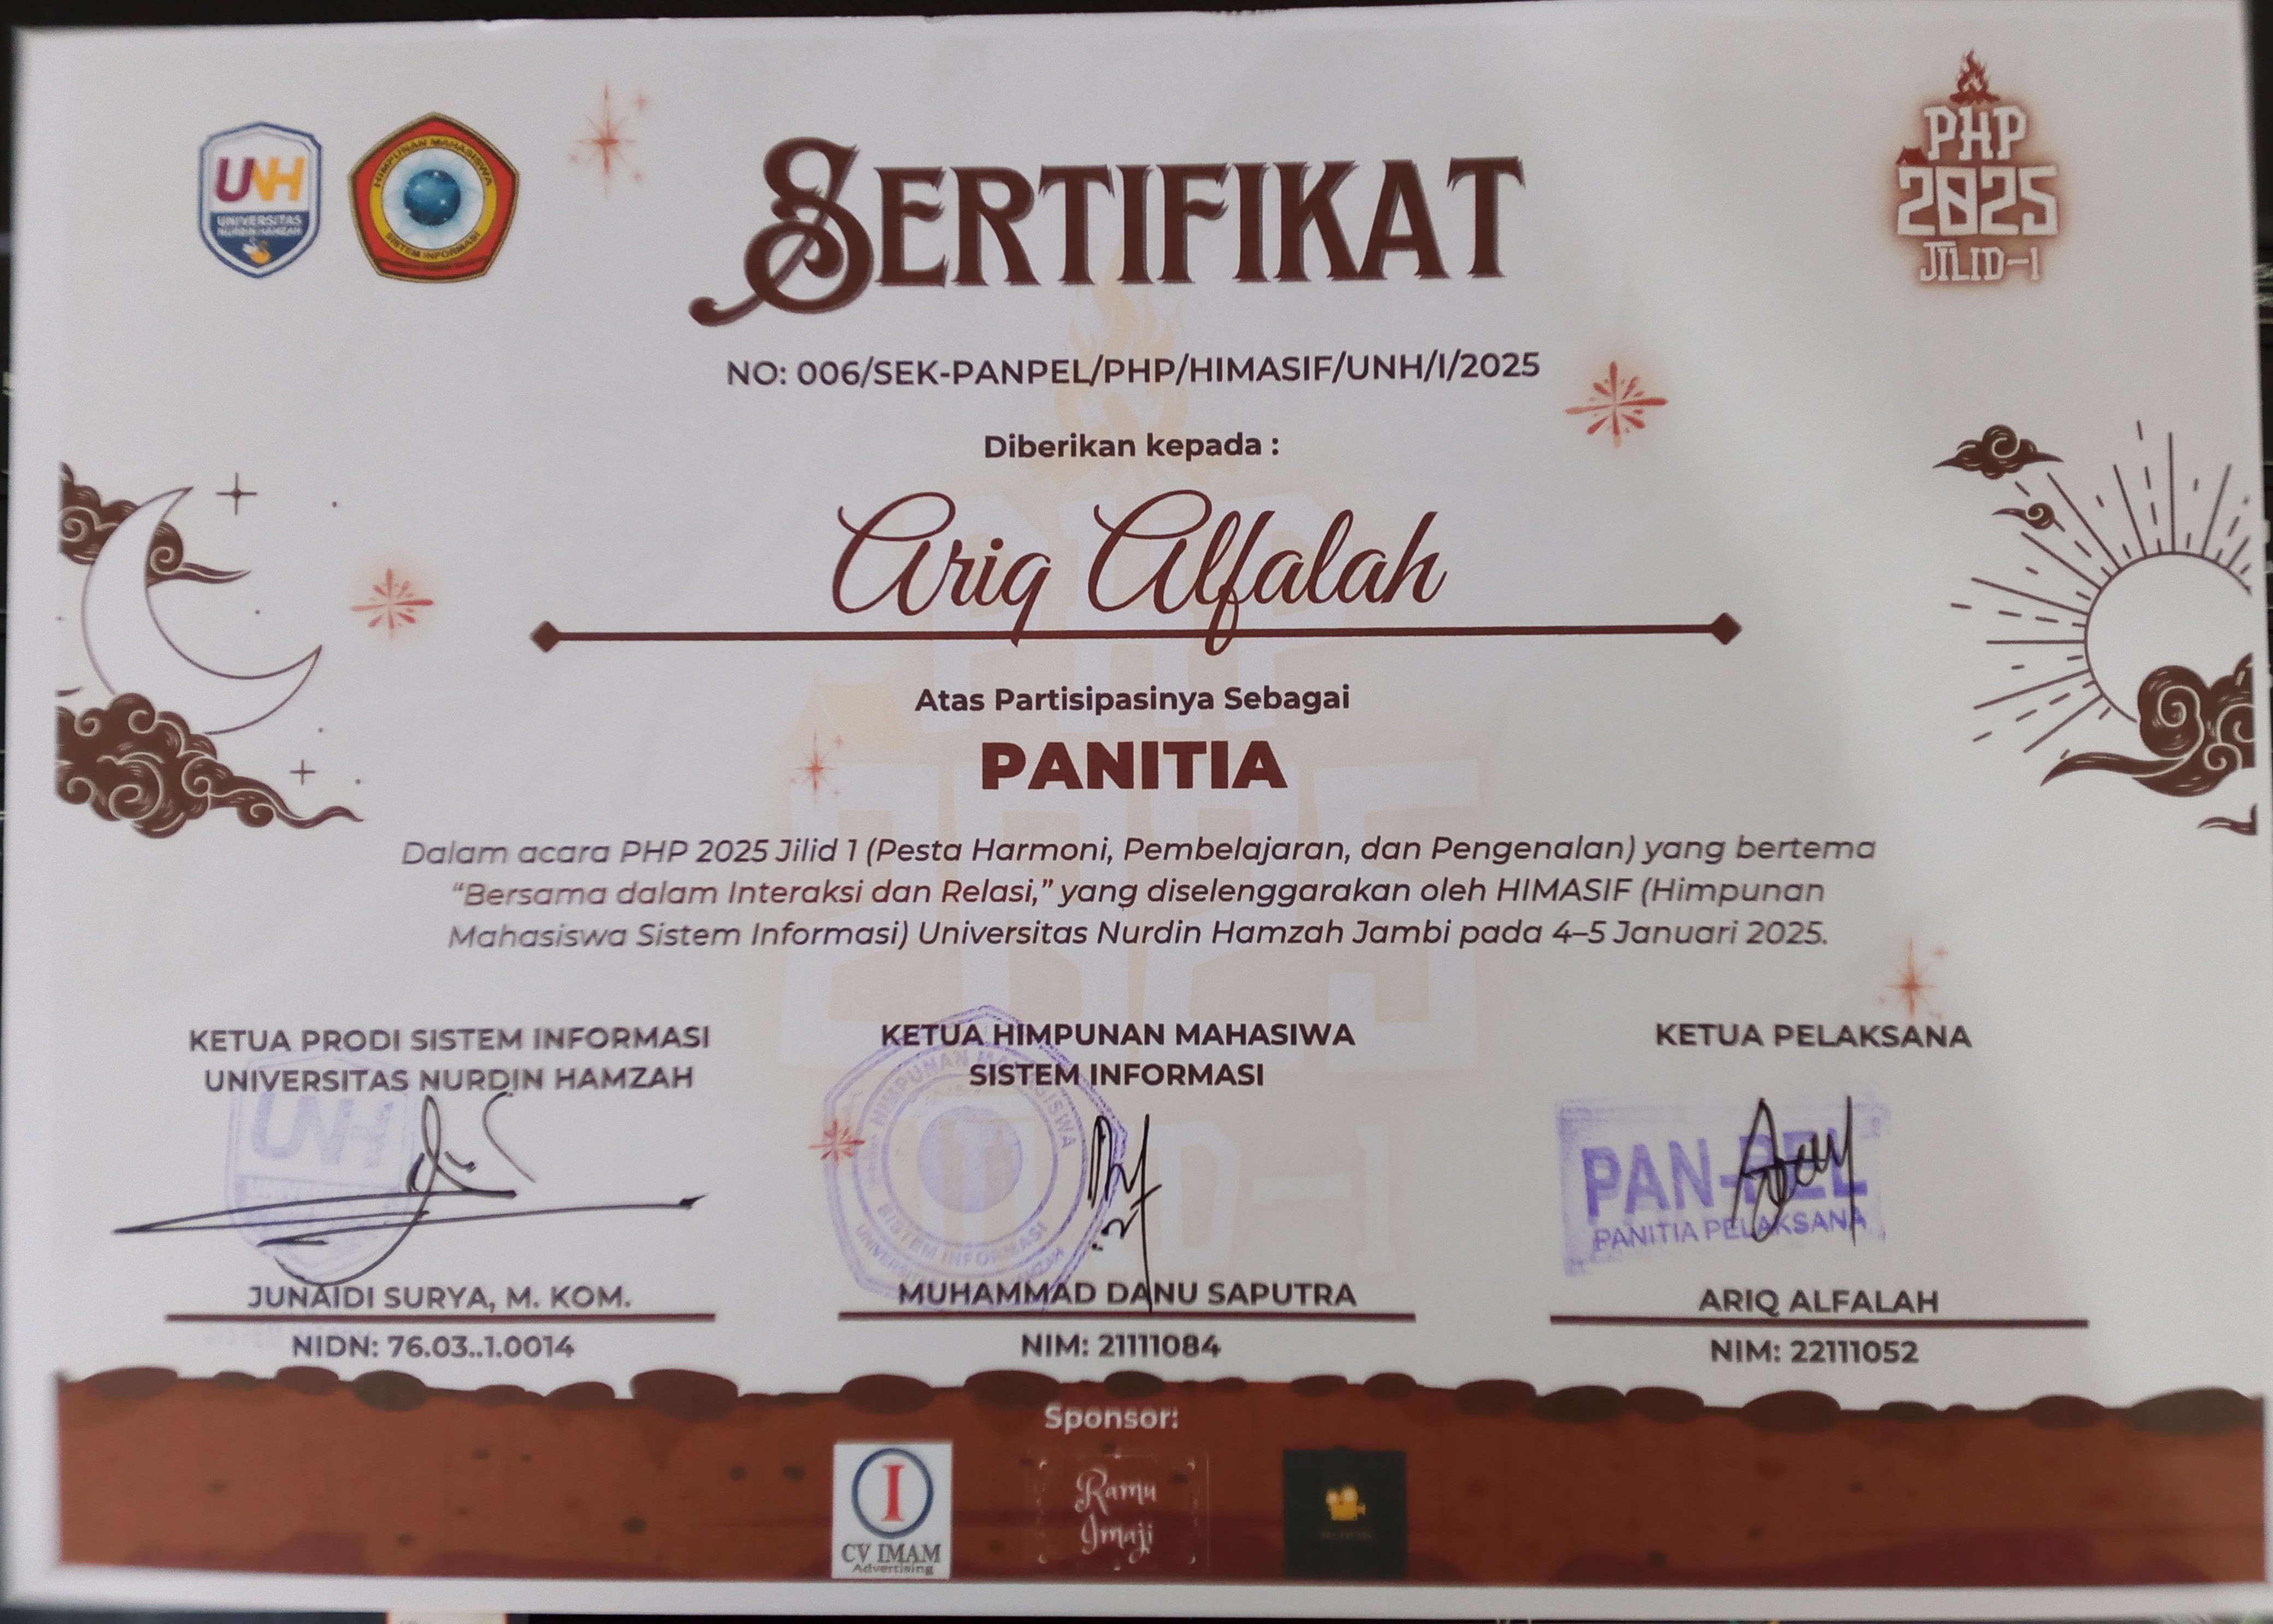 UNH
UNIVERSITAS
NURDIN HAMZAH
HIMPUNAN MAHASISWA
SISTEM INFORMASI
PHP
2025
JILID-1
SERTIFIKAT
NO: 006/SEK-PANPEL/PHP/HIMASIF/UNH/I/2025
Diberikan kepada :
Ariq Alfalah
Atas Partisipasinya Sebagai
PANITIA
Dalam acara PHP 2025 Jilid 1 (Pesta Harmoni, Pembelajaran, dan Pengenalan) yang bertema
“Bersama dalam Interaksi dan Relasi,” yang diselenggarakan oleh HIMASIF (Himpunan
Mahasiswa Sistem Informasi) Universitas Nurdin Hamzah Jambi pada 4–5 Januari 2025.
KETUA PRODI SISTEM INFORMASI
UNIVERSITAS NURDIN HAMZAH
UNH
JUNAIDI SURYA, M. KOM.
NIDN: 76.03..1.0014
KETUA HIMPUNAN MAHASIWA
SISTEM INFORMASI
HIMPUNAN MAHASISWA
SISTEM INFORMASI
MUHAMMAD DANU SAPUTRA
NIM: 21111084
KETUA PELAKSANA
PAN-PEL
PANITIA PELAKSANA
ARIQ ALFALAH
NIM: 22111052
Sponsor:
I
CV IMAM
Advertising
Ramu
Imaji